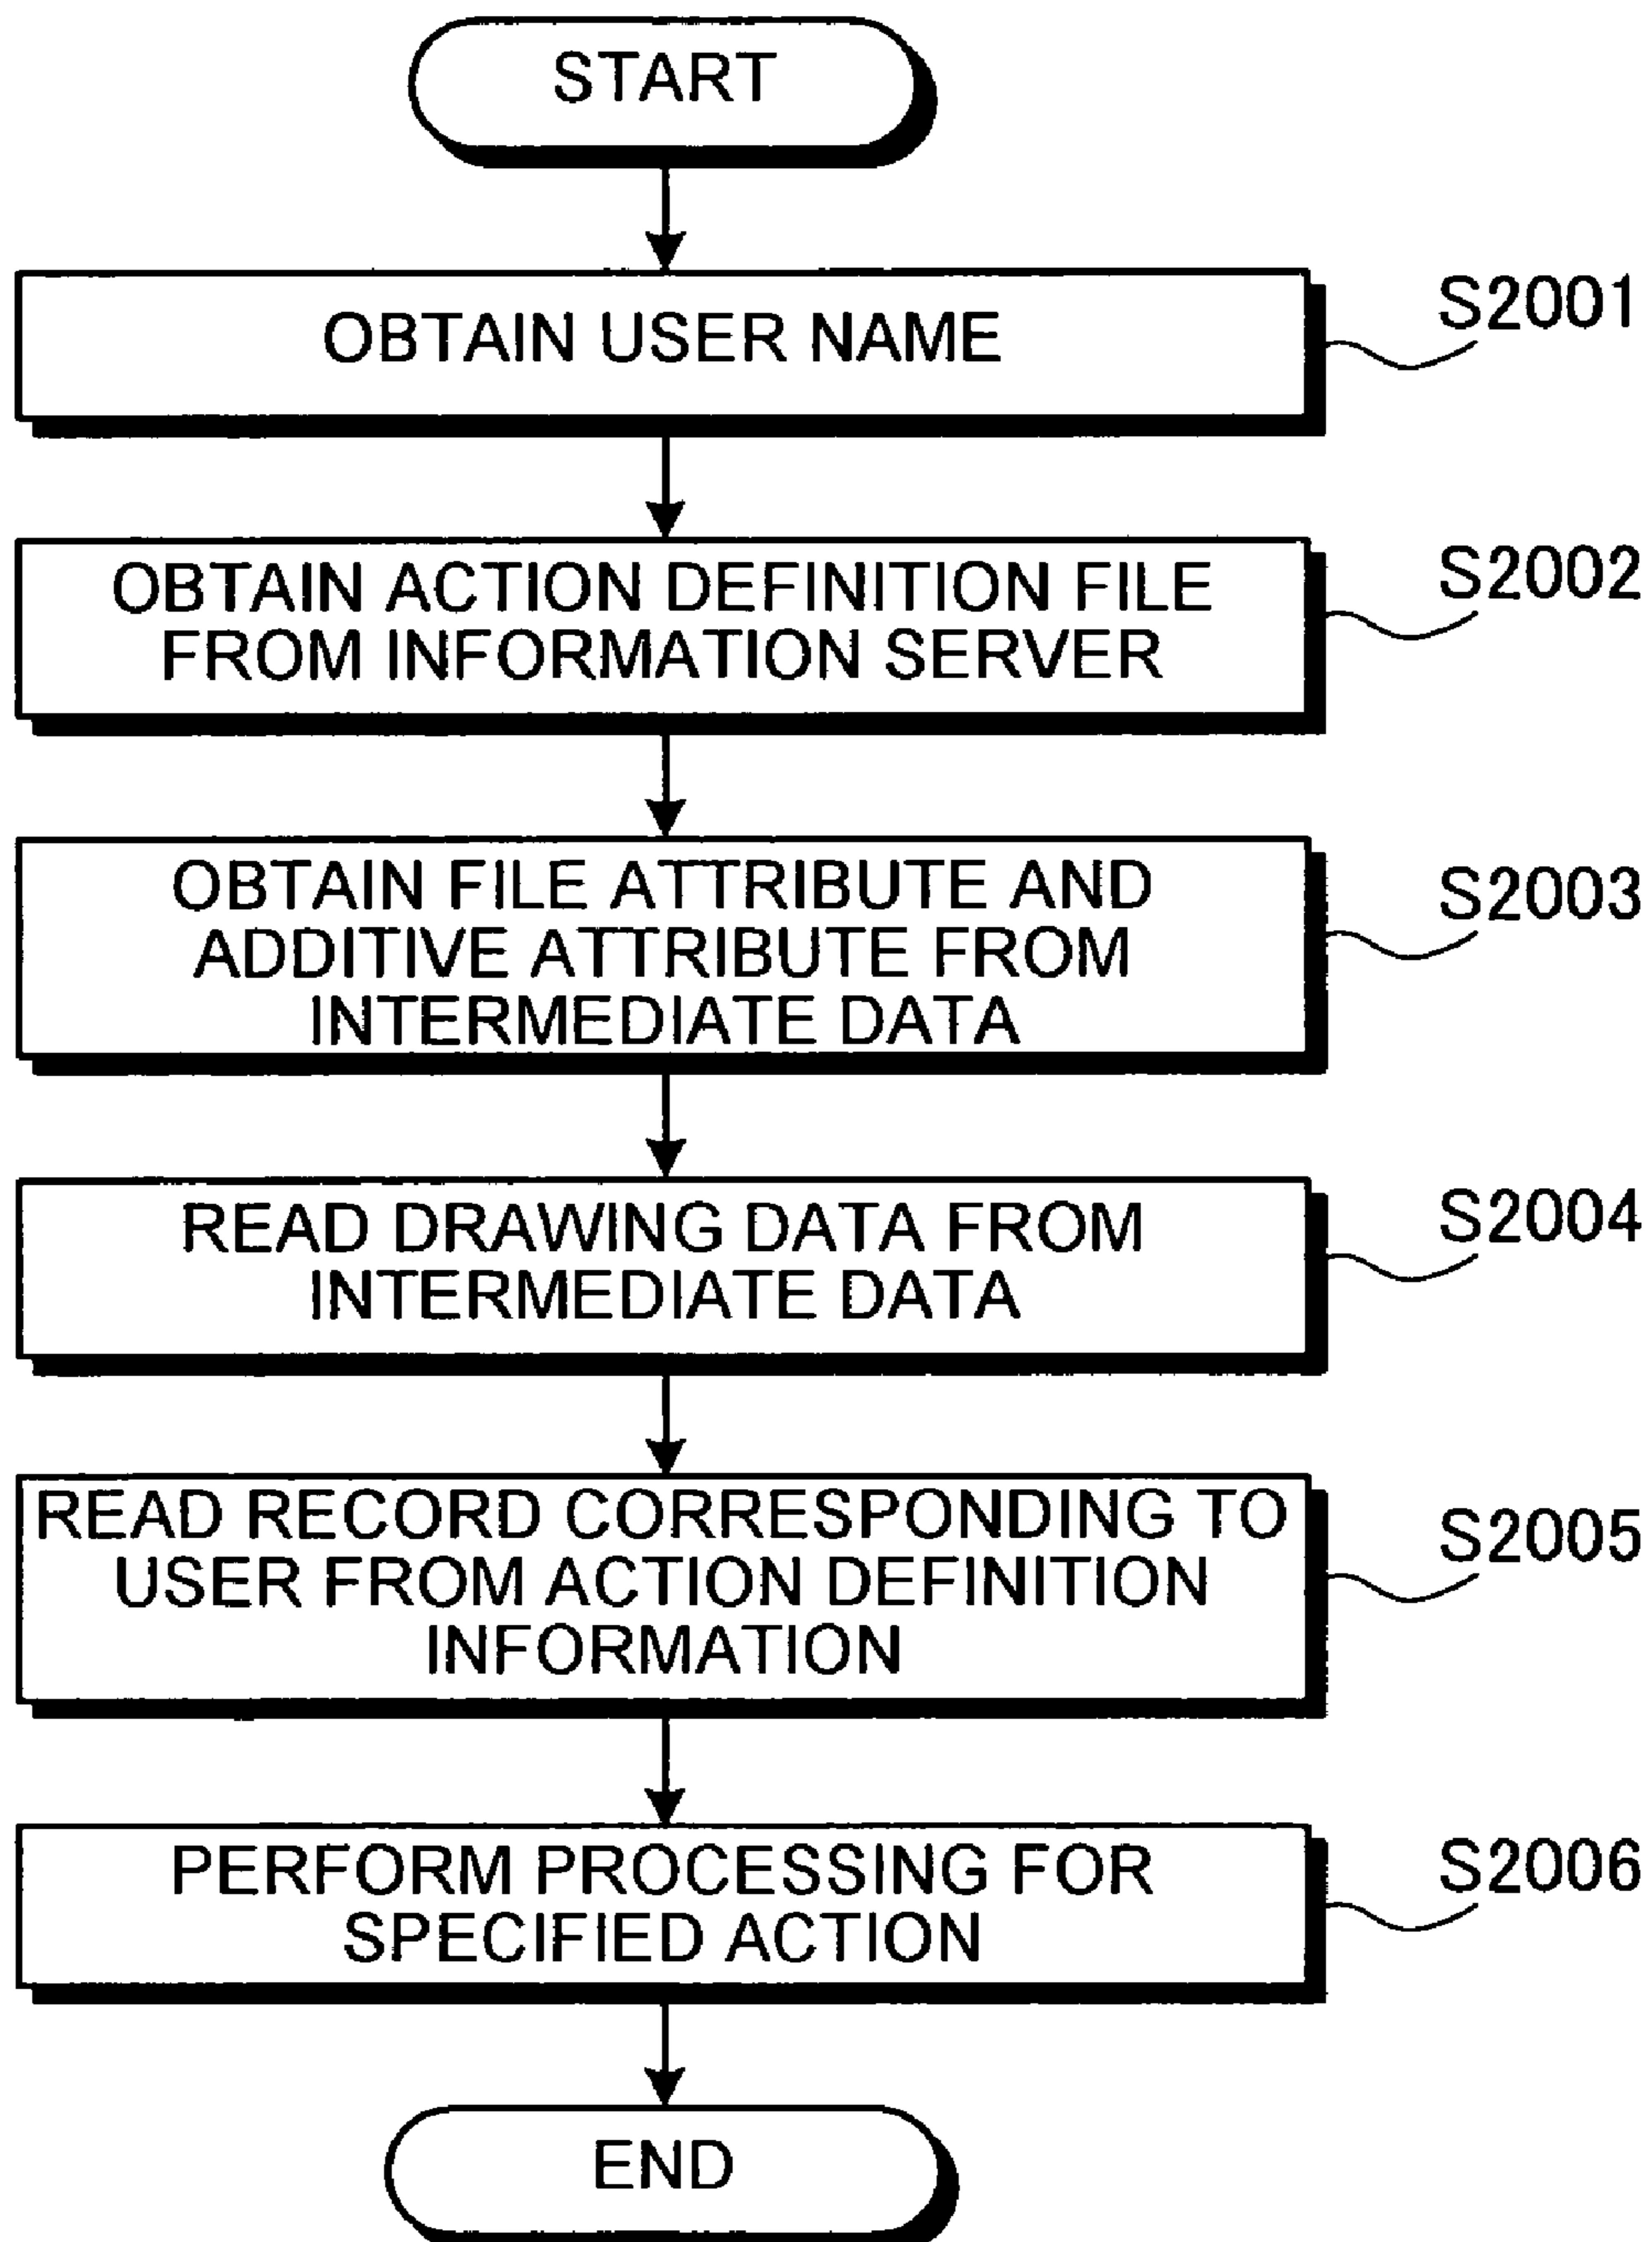 START
OBTAIN USER NAME
S2001
OBTAIN ACTION DEFINITION FILE
FROM INFORMATION SERVER
S2002
OBTAIN FILE ATTRIBUTE AND
ADDITIVE ATTRIBUTE FROM
INTERMEDIATE DATA
S2003
READ DRAWING DATA FROM
INTERMEDIATE DATA
S2004
READ RECORD CORRESPONDING TO
USER FROM ACTION DEFINITION
INFORMATION
S2005
PERFORM PROCESSING FOR
SPECIFIED ACTION
S2006
END